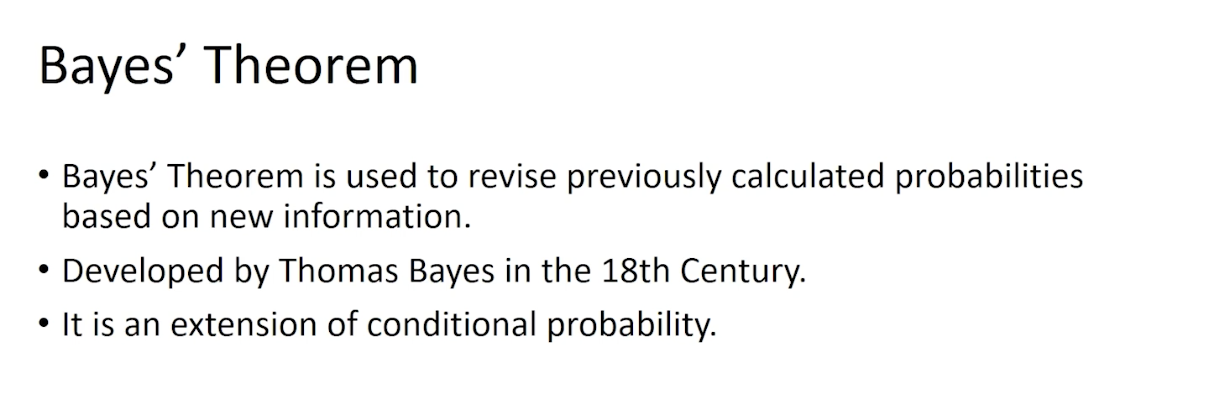 Bayes’ Theorem
• Bayes’ Theorem is used to revise previously calculated probabilities
based on new information.
• Developed by Thomas Bayes in the 18th Century.
• It is an extension of conditional probability.